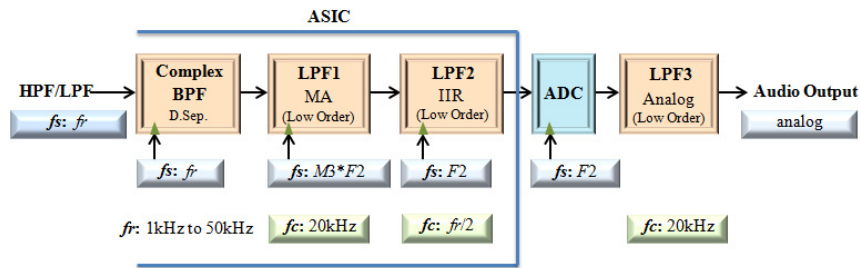 ASIC
HPF/LPF
fs: fr
Complex
BPF
D.Sep.
LPF1
MA
(Low Order)
LPF2
IIR
(Low Order)
ADC
LPF3
Analog
(Low Order)
Audio Output
analog
fs: fr
fs: M3*F2
fs: F2
fs: F2
fr: 1kHz to 50kHz
fc: 20kHz
fc: fr/2
fc: 20kHz